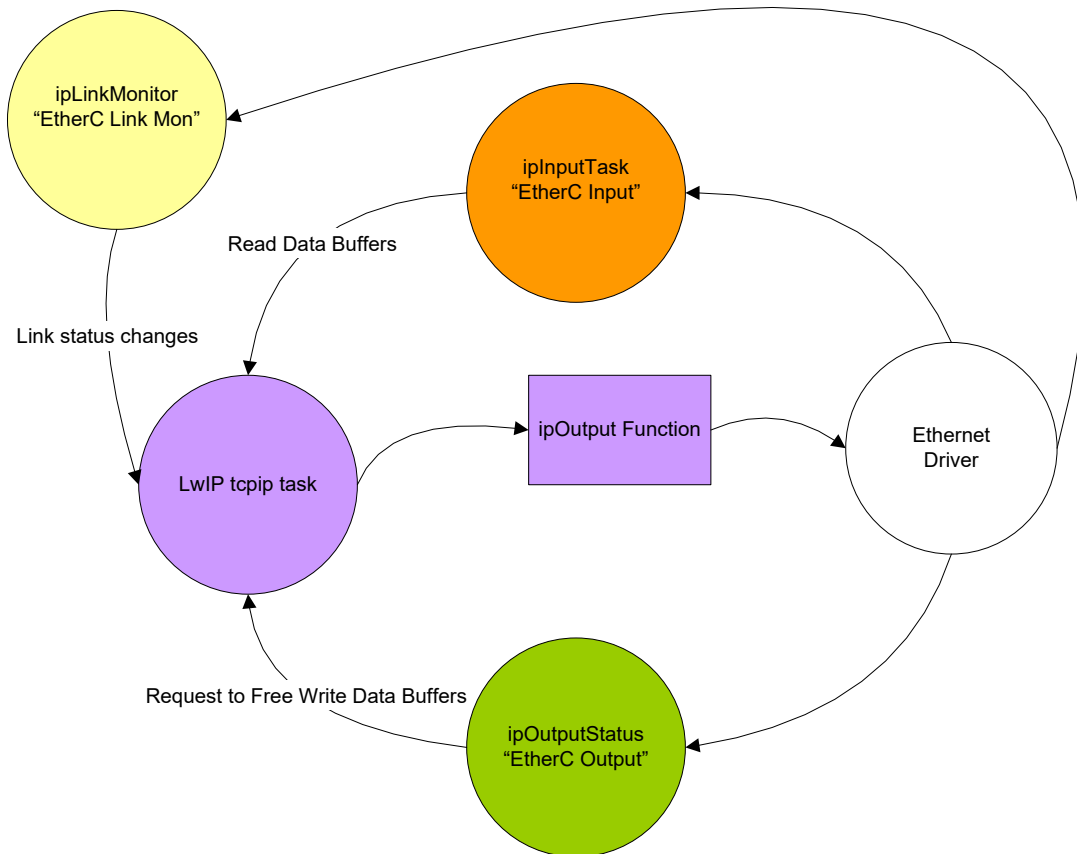 ipLinkMonitor
“EtherC Link Mon”
ipInputTask
“EtherC Input”
Read Data Buffers
Link status changes
ipOutput Function
Ethernet
Driver
LwIP tcpip task
Request to Free Write Data Buffers
ipOutputStatus
“EtherC Output”